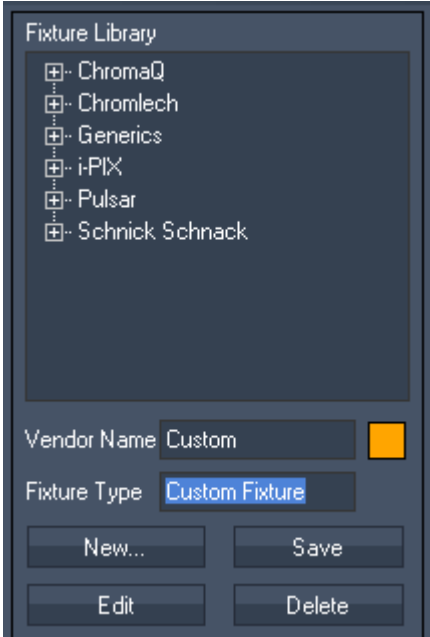 Fixture Library
ChromaQ
Chromlech
Generics
i-PIX
Pulsar
Schnick Schnack
Vendor Name Custom
Fixture Type Custom Fixture
New... Save
Edit Delete